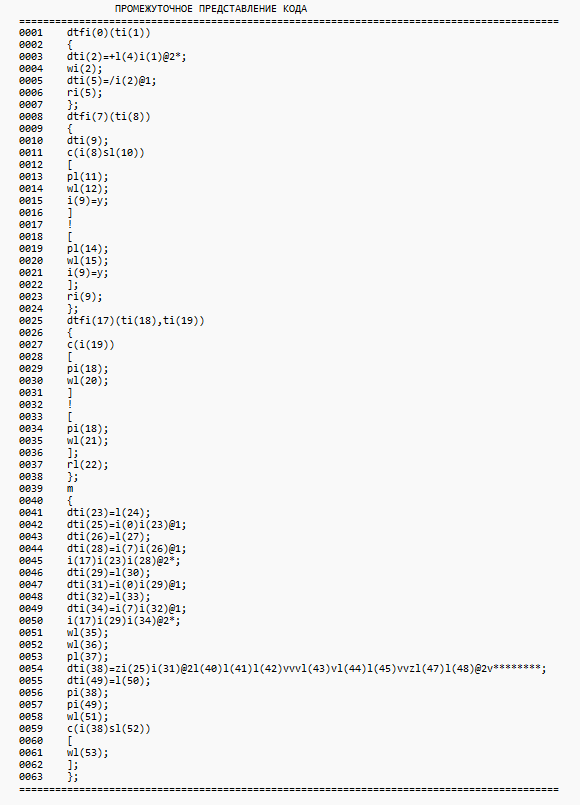 ПРОМЕЖУТОЧНОЕ ПРЕДСТАВЛЕНИЕ КОДА
==========================================================================================
0001    dtfi(0)(ti(1))
0002    {
0003    dti(2)=+l(4)i(1)@2*;
0004    wi(2);
0005    dti(5)=/i(2)@1;
0006    ri(5);
0007    };
0008    dtfi(7)(ti(8))
0009    {
0010    dti(9);
0011    c(i(8)sl(10))
0012    [
0013    pl(11);
0014    wl(12);
0015    i(9)=y;
0016    ]
0017    !
0018    [
0019    pl(14);
0020    wl(15);
0021    i(9)=y;
0022    ];
0023    ri(9);
0024    };
0025    dtfi(17)(ti(18),ti(19))
0026    {
0027    c(i(19))
0028    [
0029    pi(18);
0030    wl(20);
0031    ]
0032    !
0033    [
0034    pi(18);
0035    wl(21);
0036    ];
0037    rl(22);
0038    };
0039    m
0040    {
0041    dti(23)=l(24);
0042    dti(25)=i(0)i(23)@1;
0043    dti(26)=l(27);
0044    dti(28)=i(7)i(26)@1;
0045    i(17)i(23)i(28)@2*;
0046    dti(29)=l(30);
0047    dti(31)=i(0)i(29)@1;
0048    dti(32)=l(33);
0049    dti(34)=i(7)i(32)@1;
0050    i(17)i(29)i(34)@2*;
0051    wl(35);
0052    wl(36);
0053    pl(37);
0054    dti(38)=zi(25)i(31)@2l(40)l(41)l(42)vvvl(43)vl(44)l(45)vvzl(47)l(48)@2v********;
0055    dti(49)=l(50);
0056    pi(38);
0057    pi(49);
0058    wl(51);
0059    c(i(38)sl(52))
0060    [
0061    wl(53);
0062    ];
0063    };
==========================================================================================